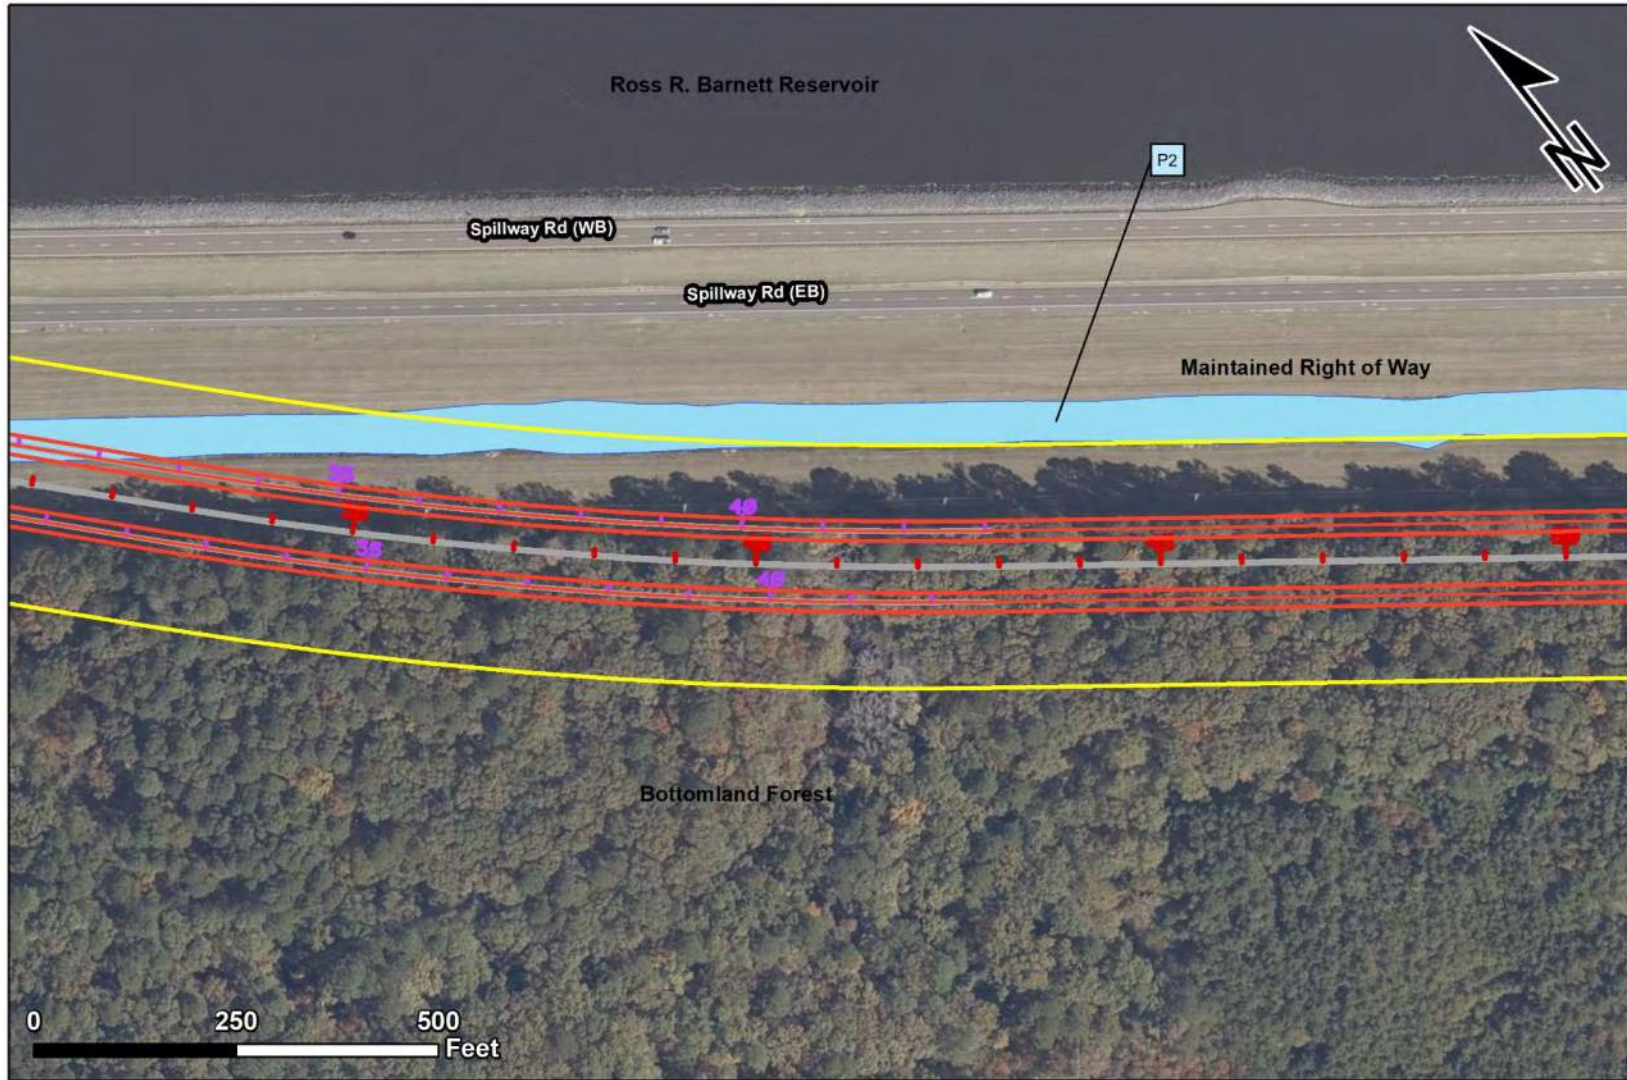 Ross R. Barnett Reservoir
P2
Spillway Rd (WB)
Spillway Rd (EB)
Maintained Right of Way
40
35
40
Bottomland Forest
0 250 500
Feet
N